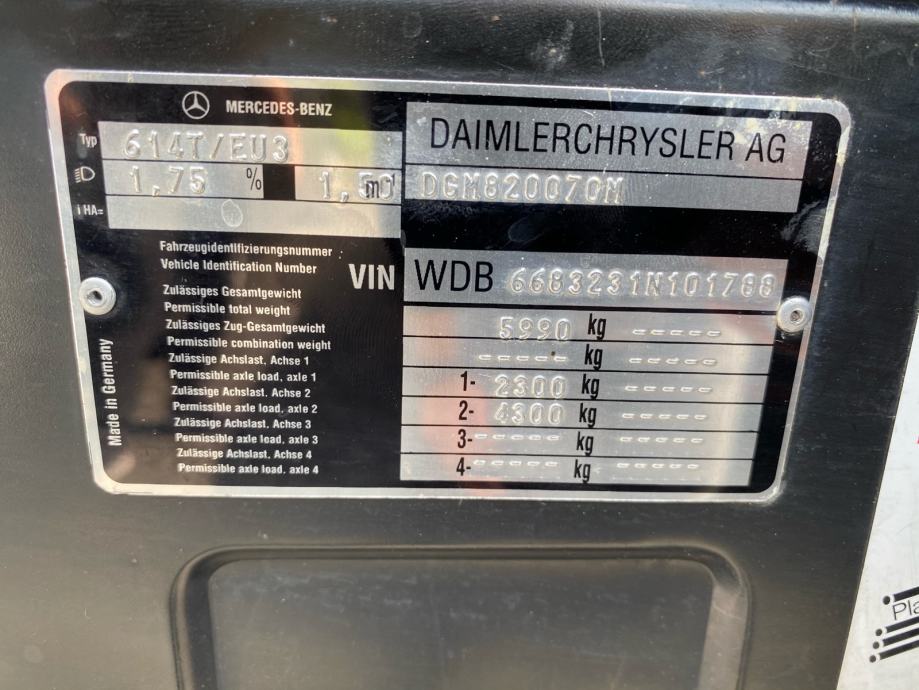 MERCEDES-BENZ
Typ 614T/EU3
DAIMLERCHRYSLER AG
1,75 % 1,50 m
DGM820070M
i HA=
Fahrzeugidentifizierungsnummer
Vehicle Identification Number VIN WDB 6683231N101788
Zulässiges Gesamtgewicht
Permissible total weight 5990 kg -----
Zulässiges Zug-Gesamtgewicht
Permissible combination weight ----- kg -----
Zulässige Achslast, Achse 1
Permissible axle load, axle 1 1- 2300 kg -----
Zulässige Achslast, Achse 2
Permissible axle load, axle 2 2- 4300 kg -----
Zulässige Achslast, Achse 3
Permissible axle load, axle 3 3- ----- kg -----
Zulässige Achslast, Achse 4
Permissible axle load, axle 4 4- ----- kg -----
Made in Germany